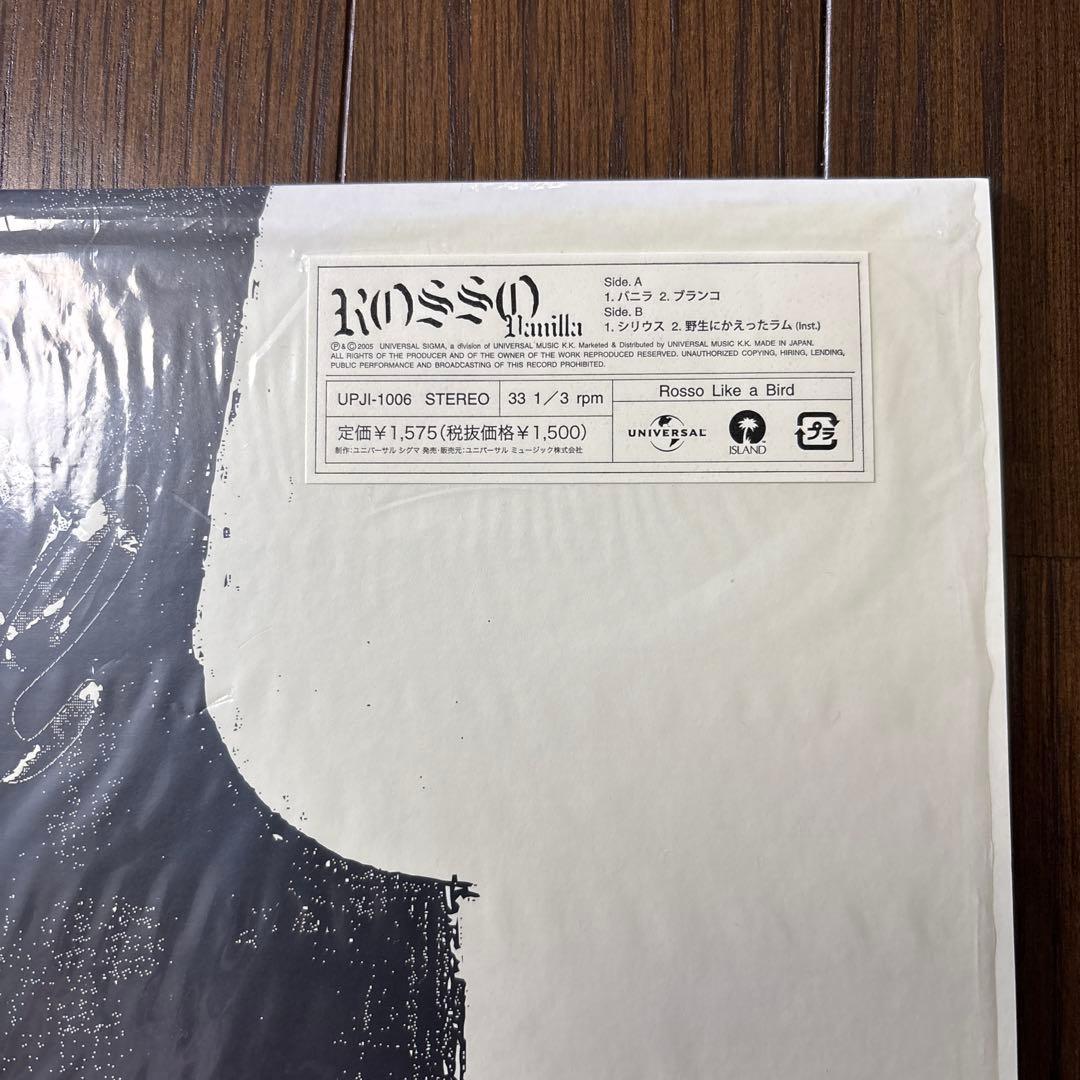 ROSSO
Vanilla
Side. A
1. バニラ 2. ブランコ
Side. B
1. シリウス 2. 野生にかえったラム (Inst.)
Ⓟ&Ⓒ2005 UNIVERSAL SIGMA, a division of UNIVERSAL MUSIC K.K. Marketed & Distributed by UNIVERSAL MUSIC K.K. MADE IN JAPAN.
ALL RIGHTS OF THE PRODUCER AND OF THE OWNER OF THE WORK REPRODUCED RESERVED. UNAUTHORIZED COPYING, HIRING, LENDING,
PUBLIC PERFORMANCE AND BROADCASTING OF THIS RECORD PROHIBITED.
UPJI-1006 STEREO
33 1/3 rpm
Rosso Like a Bird
定価¥1,575(税抜価格¥1,500)
制作:ユニバーサル シグマ 発売・販売元:ユニバーサル ミュージック株式会社
UNIVERSAL
ISLAND
プラ